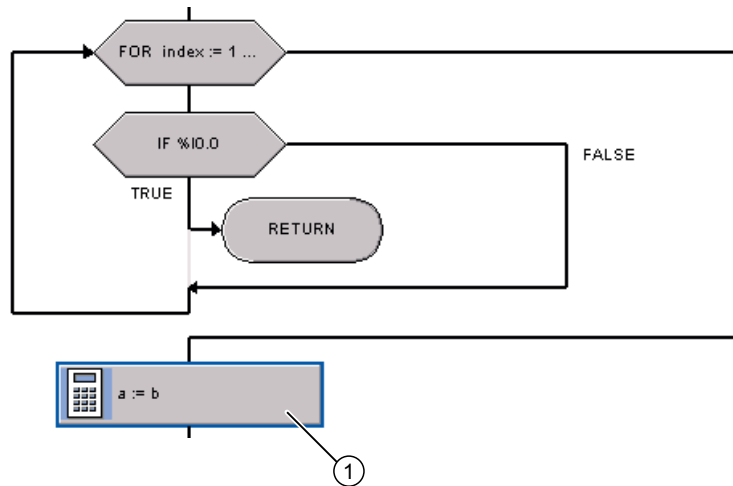 FOR index := 1 ...
IF %I0.0
FALSE
TRUE
RETURN
a := b
1